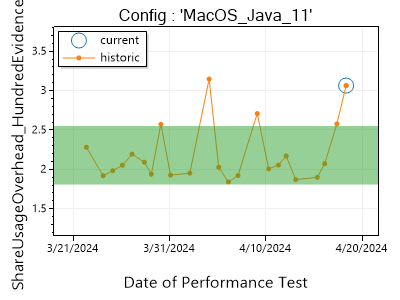 Config : 'MacOS_Java_11'
current
historic
ShareUsageOverhead_HundredEvidence
3.5
3
2.5
2
1.5
3/21/2024
3/31/2024
4/10/2024
4/20/2024
Date of Performance Test